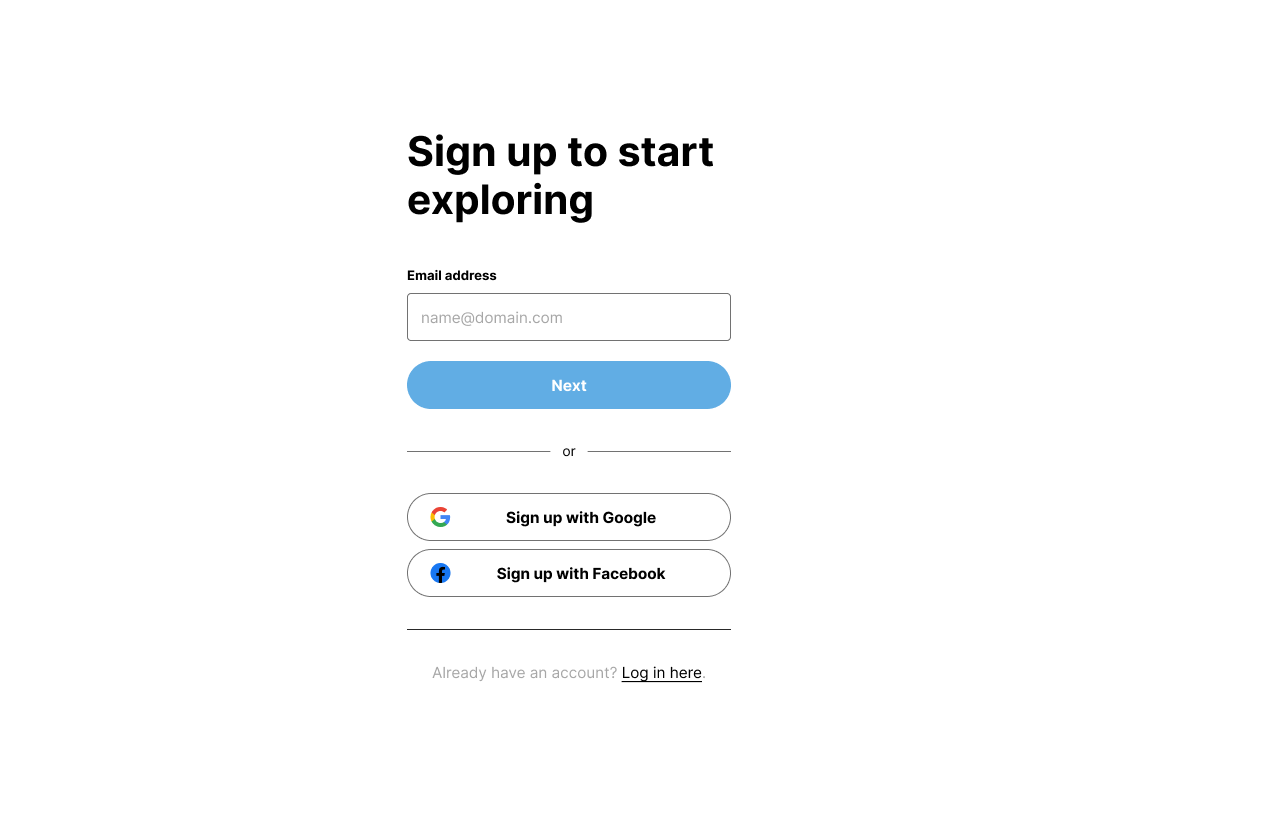 Sign up to start
exploring
Email address
name@domain.com
Next
or
Sign up with Google
Sign up with Facebook
Already have an account? Log in here.